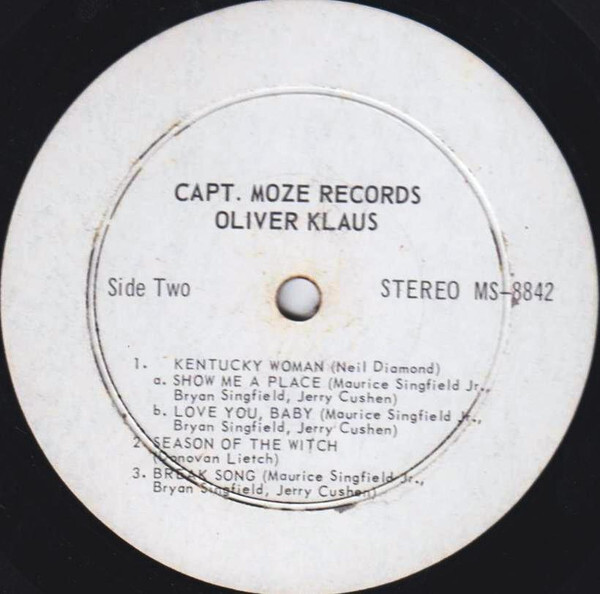 CAPT. MOZE RECORDS
OLIVER KLAUS
Side Two
STEREO MS-8842
1. KENTUCKY WOMAN (Neil Diamond)
a. SHOW ME A PLACE (Maurice Singfield Jr.,
Bryan Singfield, Jerry Cushen)
b. LOVE YOU, BABY (Maurice Singfield Jr.,
Bryan Singfield, Jerry Cushen)
2. SEASON OF THE WITCH
(Donovan Lietch)
3. BREAK SONG (Maurice Singfield Jr.,
Bryan Singfield, Jerry Cushen)